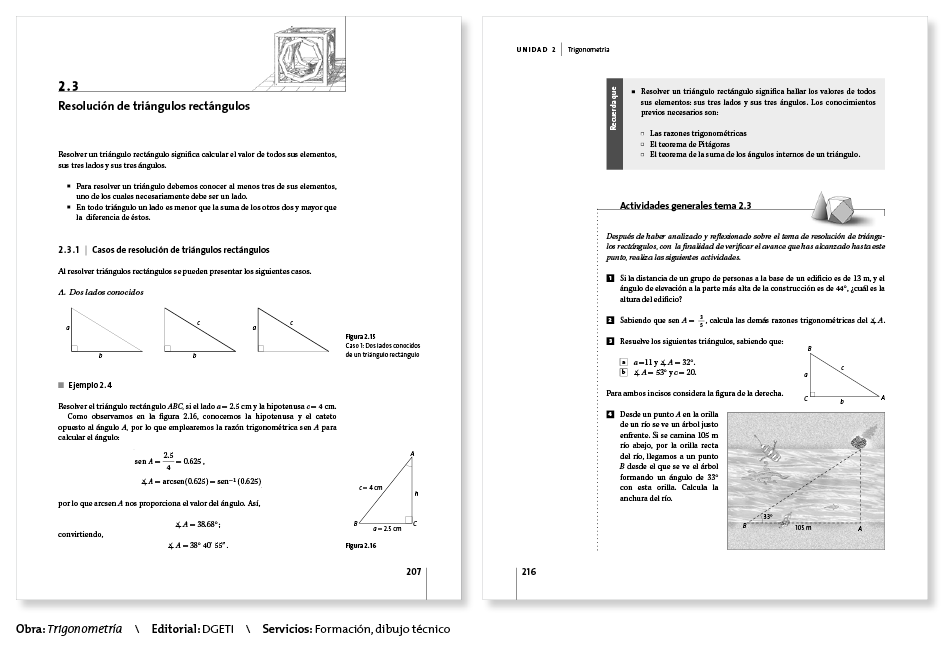 2.3
Resolución de triángulos rectángulos
Resolver un triángulo rectángulo significa calcular el valor de todos sus elementos,
sus tres lados y sus tres ángulos.
▪ Para resolver un triángulo debemos conocer al menos tres de sus elementos,
uno de los cuales necesariamente debe ser un lado.
▪ En todo triángulo un lado es menor que la suma de los otros dos y mayor que
la diferencia de éstos.
2.3.1 | Casos de resolución de triángulos rectángulos
Al resolver triángulos rectángulos se pueden presentar los siguientes casos.
A. Dos lados conocidos
a
b
c
b
a
c
Figura 2.15
Caso 1: Dos lados conocidos
de un triángulo rectángulo
■ Ejemplo 2.4
Resolver el triángulo rectángulo ABC, si el lado a = 2.5 cm y la hipotenusa c = 4 cm.
Como observamos en la figura 2.16, conocemos la hipotenusa y el cateto
opuesto al ángulo A, por lo que emplearemos la razón trigonométrica sen A para
calcular el ángulo:
sen A = 2.5/4 = 0.625,
∡A = arcsen(0.625) = sen⁻¹(0.625)
por lo que arcsen A nos proporciona el valor del ángulo. Así,
∡A = 38.68°;
convirtiendo,
∡A = 38° 40' 55".
A
c = 4 cm
h
B
a = 2.5 cm
C
Figura 2.16
207
UNIDAD 2 | Trigonometría
Recuerda que
▪ Resolver un triángulo rectángulo significa hallar los valores de todos
sus elementos: sus tres lados y sus tres ángulos. Los conocimientos
previos necesarios son:
▫ Las razones trigonométricas
▫ El teorema de Pitágoras
▫ El teorema de la suma de los ángulos internos de un triángulo.
Actividades generales tema 2.3
Después de haber analizado y reflexionado sobre el tema de resolución de triángu-
los rectángulos, con la finalidad de verificar el avance que has alcanzado hasta este
punto, realiza las siguientes actividades.
1 Si la distancia de un grupo de personas a la base de un edificio es de 13 m, y el
ángulo de elevación a la parte más alta de la construcción es de 44°, ¿cuál es la
altura del edificio?
2 Sabiendo que sen A = 3/5, calcula las demás razones trigonométricas del ∡A.
3 Resuelve los siguientes triángulos, sabiendo que:
a a=11 y ∡A = 32°.
b ∡A = 53° y c = 20.
Para ambos incisos considera la figura de la derecha.
B
a
c
C
b
A
4 Desde un punto A en la orilla
de un río se ve un árbol justo
enfrente. Si se camina 105 m
río abajo, por la orilla recta
del río, llegamos a un punto
B desde el que se ve el árbol
formando un ángulo de 33°
con esta orilla. Calcula la
anchura del río.
33°
B
105 m
A
216
Obra: Trigonometría \ Editorial: DGETI \ Servicios: Formación, dibujo técnico